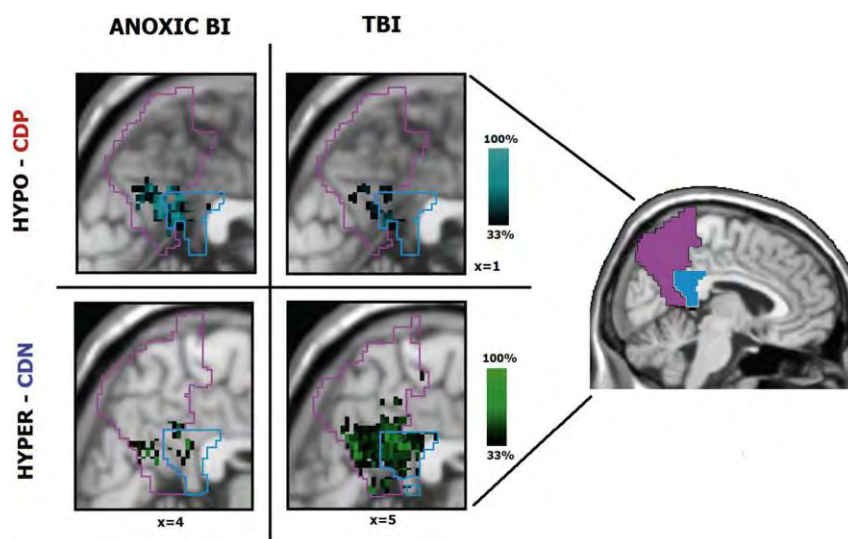 ANOXIC BI
TBI
HYPO - CDP
100%
33%
x=1
HYPER - CDN
100%
33%
x=4
x=5